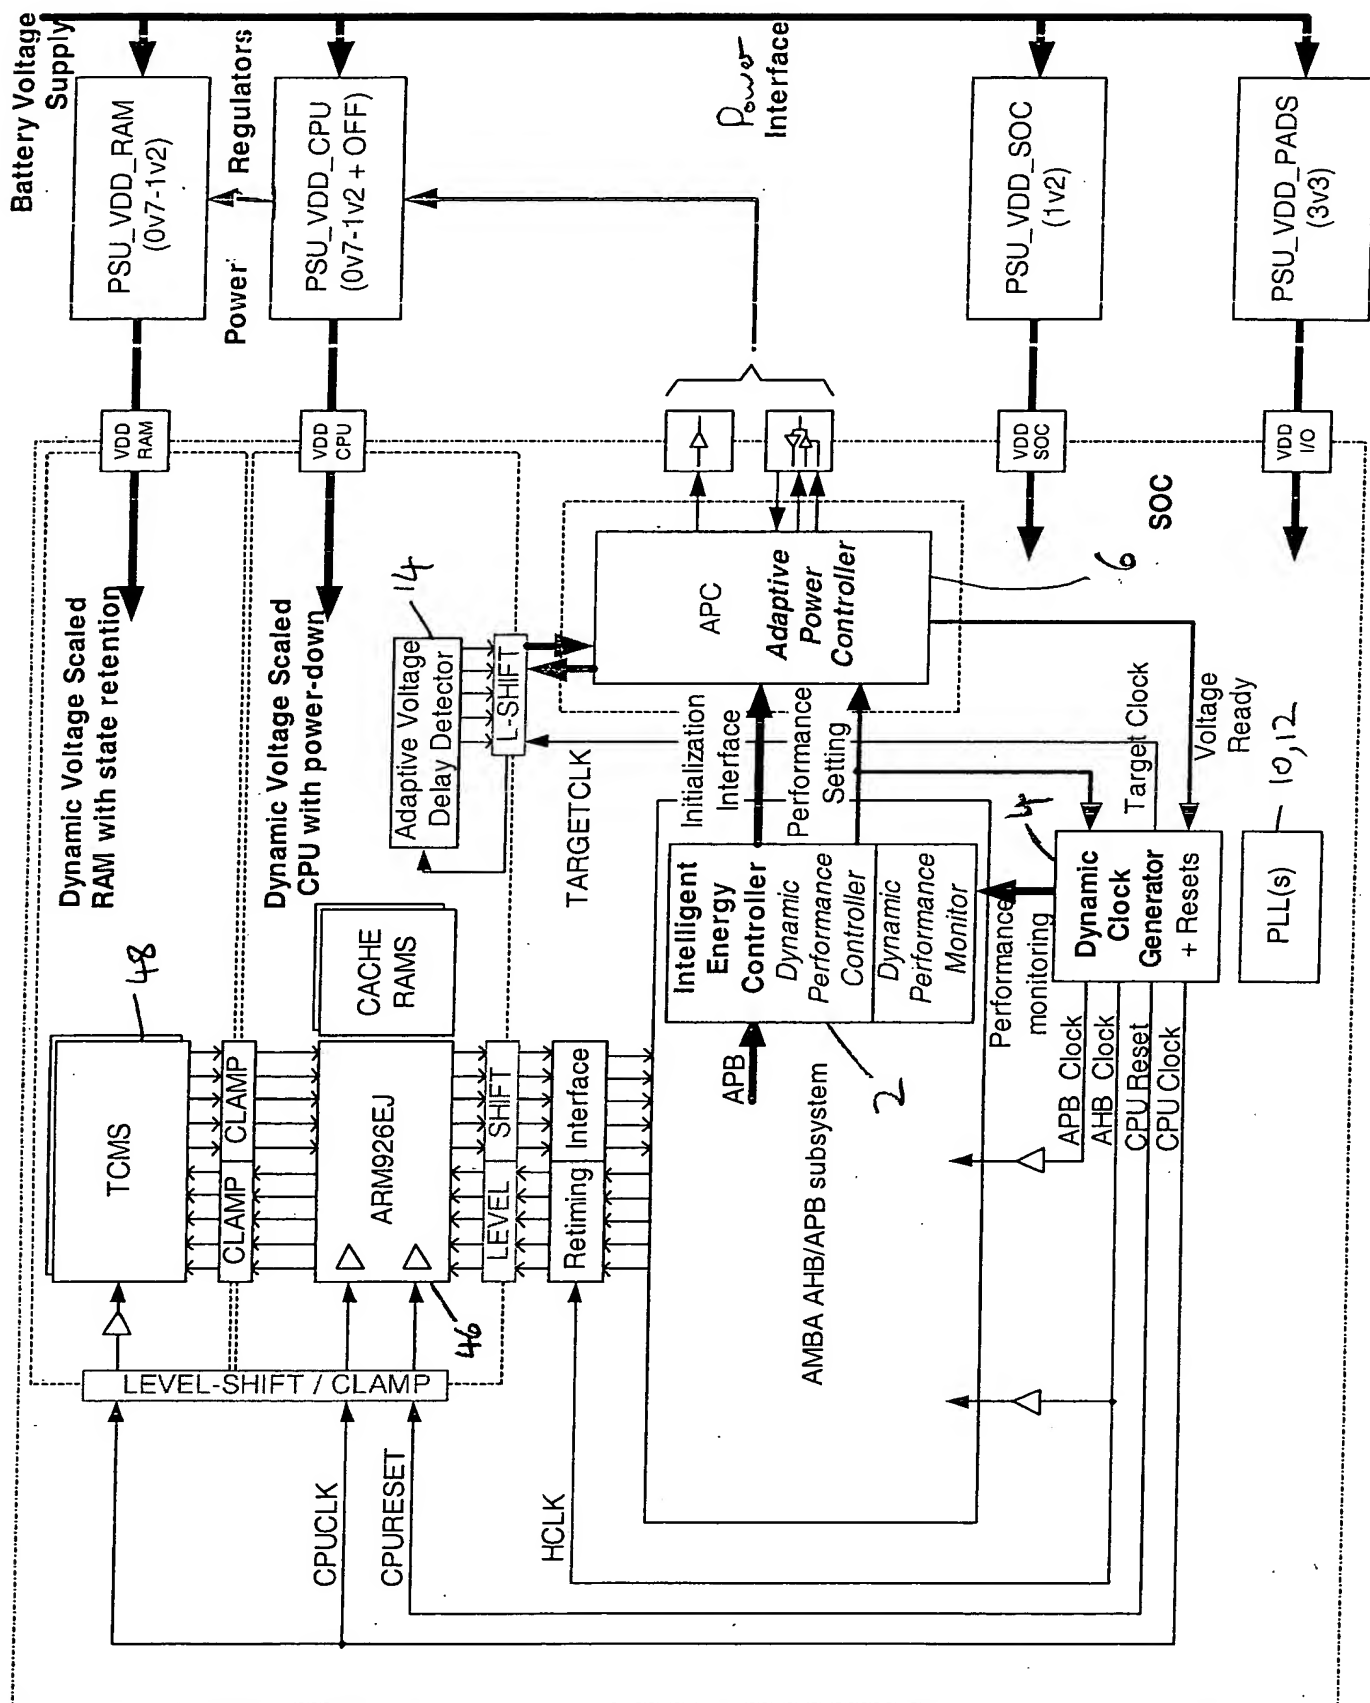 Battery Voltage
Supply
PSU_VDD_RAM
(0v7-1v2)
Power Regulators
PSU_VDD_CPU
(0v7-1v2 + OFF)
Power
Interface
PSU_VDD_SOC
(1v2)
PSU_VDD_PADS
(3v3)
VDD
RAM
VDD
CPU
VDD
SOC
VDD
I/O
SOC
Dynamic Voltage Scaled
RAM with state retention
Dynamic Voltage Scaled
CPU with power-down
14
Adaptive Voltage
Delay Detector
L-SHIFT
APC
Adaptive
Power
Controller
6
TARGETCLK
Initialization
Interface
Performance
Setting
Target Clock
Voltage
Ready
10,12
PLL(s)
48
TCMS
CACHE
RAMS
CLAMP
CLAMP
ARM926EJ
46
LEVEL
SHIFT
Retiming
Interface
LEVEL-SHIFT / CLAMP
Intelligent
Energy
Controller
Dynamic
Performance
Controller
Dynamic
Performance
Monitor
APB
2
AMBA AHB/APB subsystem
Performance
monitoring
4
Dynamic
Clock
Generator
+ Resets
APB Clock
AHB Clock
CPU Reset
CPU Clock
CPUCLK
CPURESET
HCLK